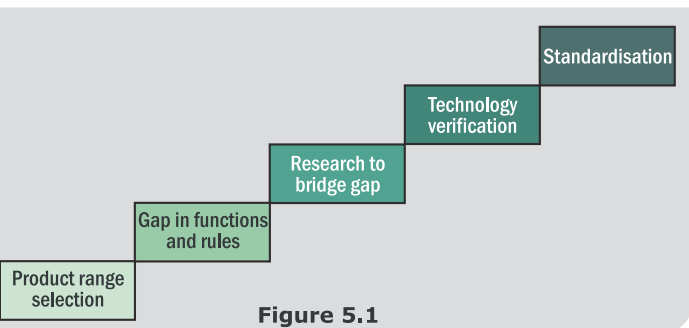 Standardisation
Technology
verification
Research to
bridge gap
Gap in functions
and rules
Product range
selection
Figure 5.1